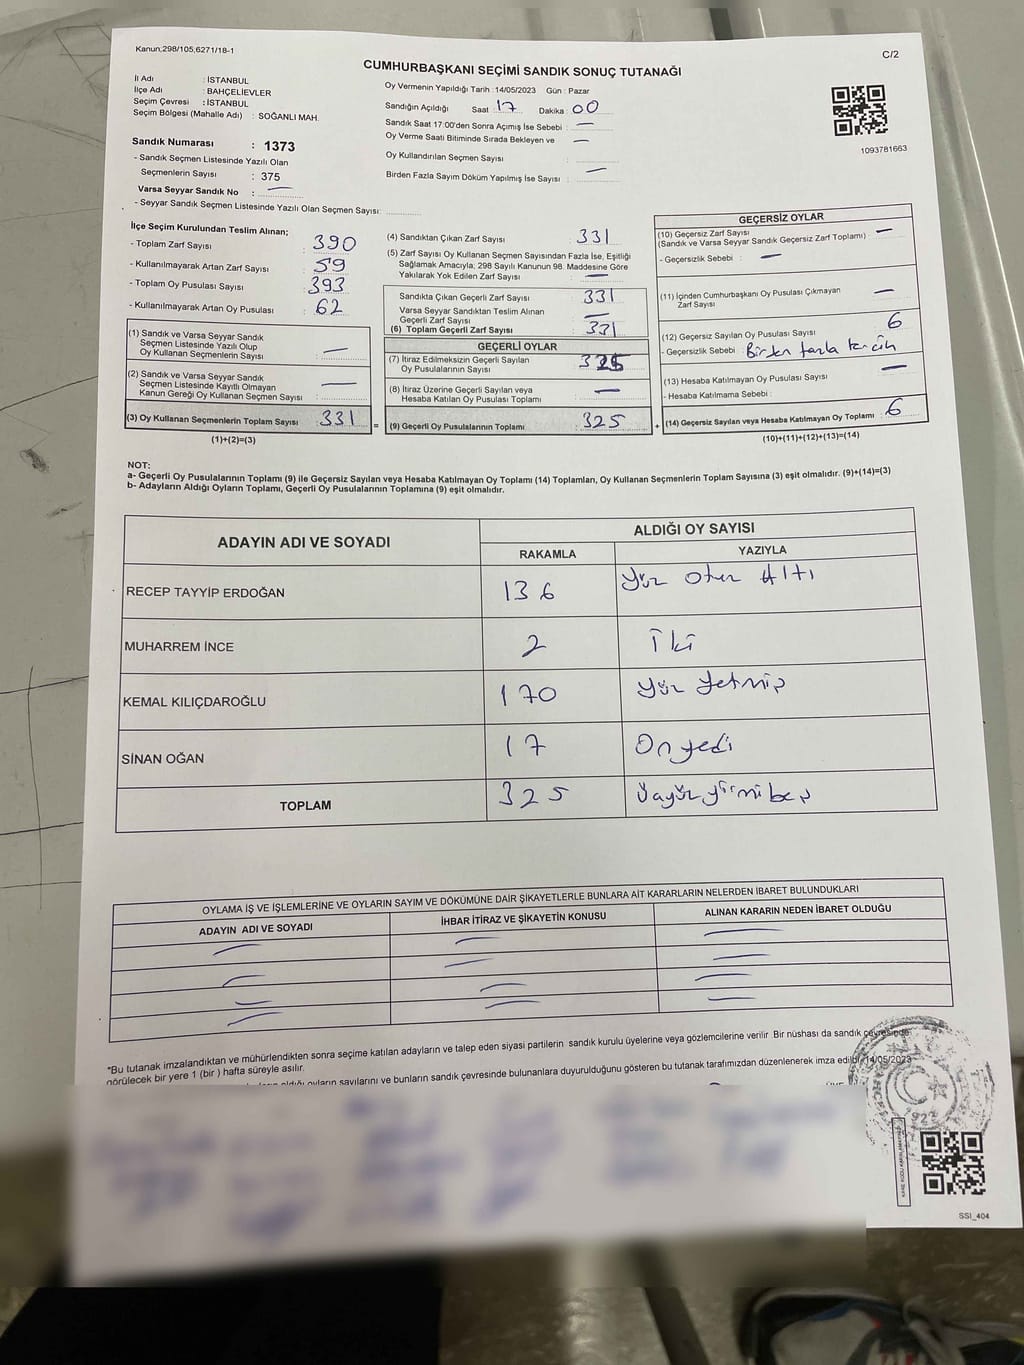 Kanun;298/105,6271/18-1
C/2
CUMHURBAŞKANI SEÇİMİ SANDIK SONUÇ TUTANAĞI
İl Adı : İSTANBUL
İlçe Adı : BAHÇELİEVLER
Seçim Çevresi : İSTANBUL
Seçim Bölgesi (Mahalle Adı) : SOĞANLI MAH.
Sandık Numarası : 1373
- Sandık Seçmen Listesinde Yazılı Olan
Seçmenlerin Sayısı : 375
Varsa Seyyar Sandık No : —
- Seyyar Sandık Seçmen Listesinde Yazılı Olan Seçmen Sayısı:
Oy Vermenin Yapıldığı Tarih : 14/05/2023 Gün : Pazar
Sandığın Açıldığı Saat : 17 Dakika : 00
Sandık Saat 17:00'den Sonra Açımış İse Sebebi : —
Oy Verme Saati Bitiminde Sırada Bekleyen ve —
Oy Kullandırılan Seçmen Sayısı :
Birden Fazla Sayım Döküm Yapılmış İse Sayısı : —
1093781663
İlçe Seçim Kurulundan Teslim Alınan;
- Toplam Zarf Sayısı : 390
- Kullanılmayarak Artan Zarf Sayısı : 59
- Toplam Oy Pusulası Sayısı : 393
- Kullanılmayarak Artan Oy Pusulası : 62
(1) Sandık ve Varsa Seyyar Sandık
Seçmen Listesinde Yazılı Olup
Oy Kullanan Seçmenlerin Sayısı : —
(2) Sandık ve Varsa Seyyar Sandık
Seçmen Listesinde Kayıtlı Olmayan
Kanun Gereği Oy Kullanan Seçmen Sayısı : —
(3) Oy Kullanan Seçmenlerin Toplam Sayısı : 331 =
(1)+(2)=(3)
(4) Sandıktan Çıkan Zarf Sayısı : 331
(5) Zarf Sayısı Oy Kullanan Seçmen Sayısından Fazla İse, Eşitliği
Sağlamak Amacıyla; 298 Sayılı Kanunun 98. Maddesine Göre
Yakılarak Yok Edilen Zarf Sayısı : —
Sandıkta Çıkan Geçerli Zarf Sayısı : 331
Varsa Seyyar Sandıktan Teslim Alınan
Geçerli Zarf Sayısı : —
(6) Toplam Geçerli Zarf Sayısı : 331
GEÇERLİ OYLAR
(7) İtiraz Edilmeksizin Geçerli Sayılan
Oy Pusulalarının Sayısı : 325
(8) İtiraz Üzerine Geçerli Sayılan veya
Hesaba Katılan Oy Pusulası Toplamı : —
(9) Geçerli Oy Pusulalarının Toplamı : 325 +
GEÇERSİZ OYLAR
(10) Geçersiz Zarf Sayısı
(Sandık ve Varsa Seyyar Sandık Geçersiz Zarf Toplamı) : —
- Geçersizlik Sebebi : —
(11) İçinden Cumhurbaşkanı Oy Pusulası Çıkmayan
Zarf Sayısı : —
(12) Geçersiz Sayılan Oy Pusulası Sayısı : 6
- Geçersizlik Sebebi : Birden fazla tercih
(13) Hesaba Katılmayan Oy Pusulası Sayısı : —
- Hesaba Katılmama Sebebi :
(14) Geçersiz Sayılan veya Hesaba Katılmayan Oy Toplamı : 6
(10)+(11)+(12)+(13)=(14)
NOT:
a- Geçerli Oy Pusulalarının Toplamı (9) ile Geçersiz Sayılan veya Hesaba Katılmayan Oy Toplamı (14) Toplamları, Oy Kullanan Seçmenlerin Toplam Sayısına (3) eşit olmalıdır. (9)+(14)=(3)
b- Adayların Aldığı Oyların Toplamı, Geçerli Oy Pusulalarının Toplamına (9) eşit olmalıdır.
ADAYIN ADI VE SOYADI
ALDIĞI OY SAYISI
RAKAMLA YAZIYLA
RECEP TAYYİP ERDOĞAN 136 Yüz otuz Altı
MUHARREM İNCE 2 İki
KEMAL KILIÇDAROĞLU 170 Yüz Yetmiş
SİNAN OĞAN 17 On yedi
TOPLAM 325 Üçyüz yirmi beş
OYLAMA İŞ VE İŞLEMLERİNE VE OYLARIN SAYIM VE DÖKÜMÜNE DAİR ŞİKAYETLERLE BUNLARA AİT KARARLARIN NELERDEN İBARET BULUNDUKLARI
ADAYIN ADI VE SOYADI İHBAR İTİRAZ VE ŞİKAYETİN KONUSU ALINAN KARARIN NEDEN İBARET OLDUĞU
*Bu tutanak imzalandıktan ve mühürlendikten sonra seçime katılan adayların ve talep eden siyasi partilerin sandık kurulu üyelerine veya gözlemcilerine verilir. Bir nüshası da sandık çevresinde
görülecek bir yere 1 (bir ) hafta süreyle asılır.
oyların sayılarını ve bunların sandık çevresinde bulunanlara duyurulduğunu gösteren bu tutanak tarafımızdan düzenlenerek imza edildi. 14/05/2023
SSI_404